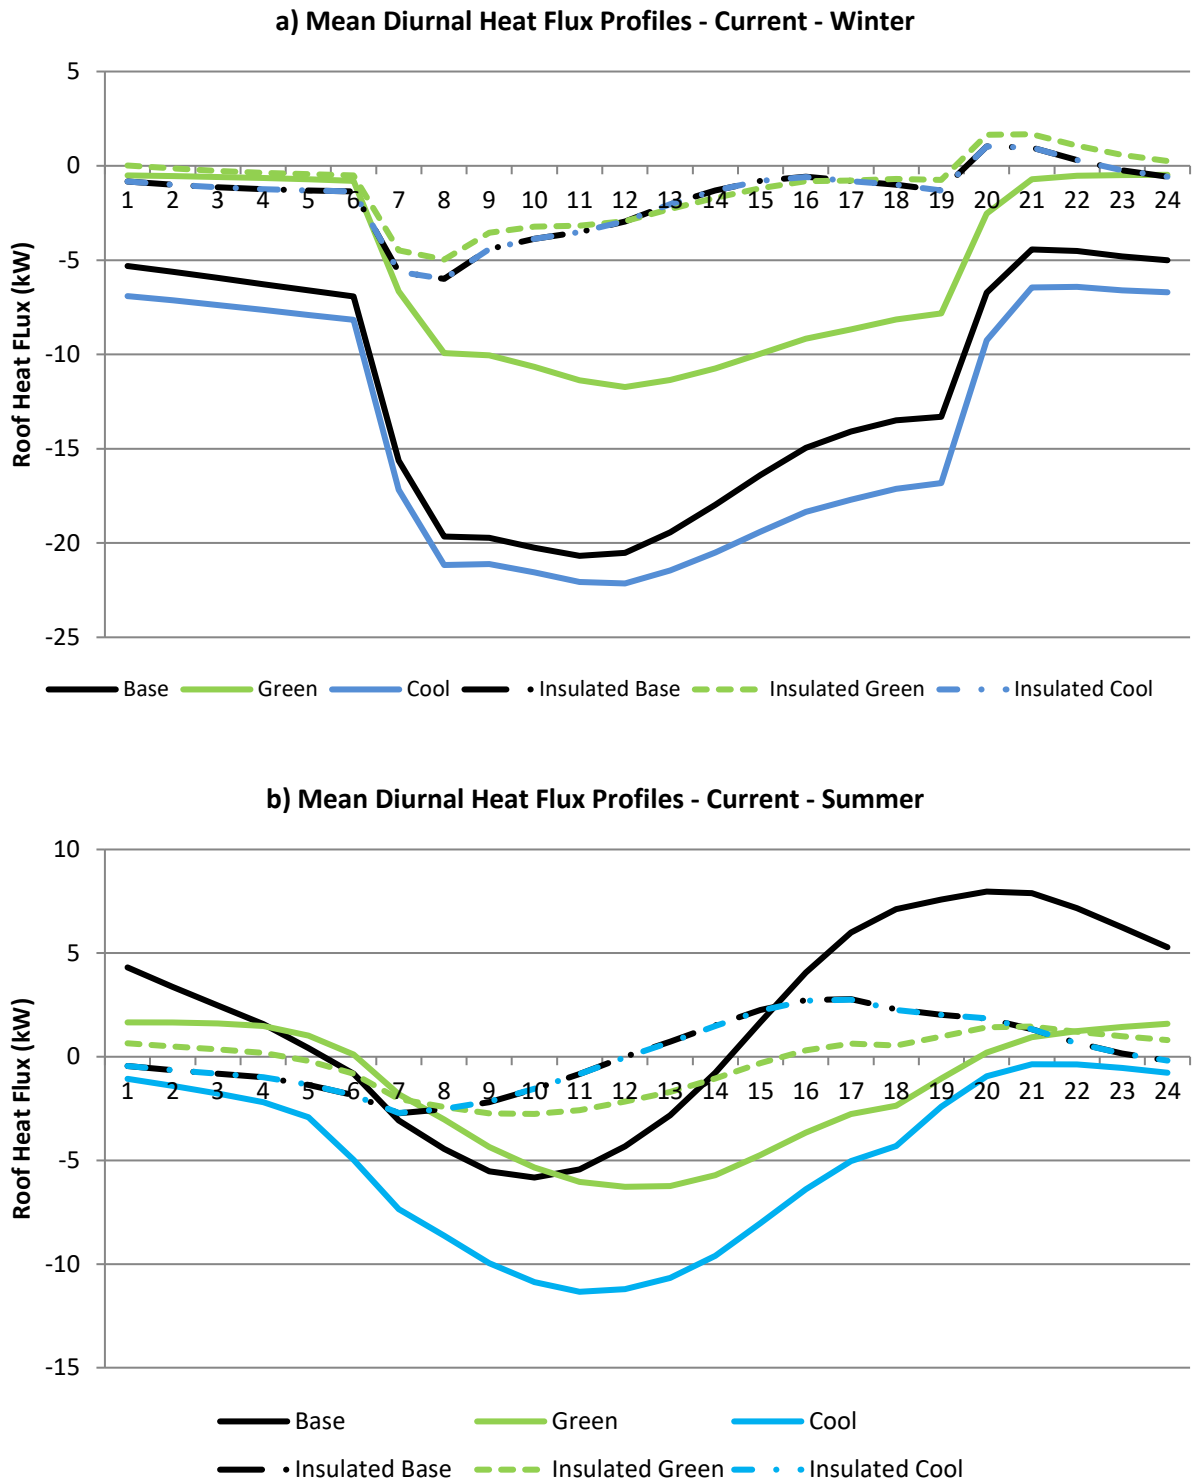 a) Mean Diurnal Heat Flux Profiles - Current - Winter
5
0
-5
-10
-15
-20
-25
Roof Heat FLux (kW)
1 2 3 4 5 6 7 8 9 10 11 12 13 14 15 16 17 18 19 20 21 22 23 24
Base Green Cool Insulated Base Insulated Green Insulated Cool
b) Mean Diurnal Heat Flux Profiles - Current - Summer
10
5
0
-5
-10
-15
Roof Heat Flux (kW)
1 2 3 4 5 6 7 8 9 10 11 12 13 14 15 16 17 18 19 20 21 22 23 24
Base Green Cool
Insulated Base Insulated Green Insulated Cool